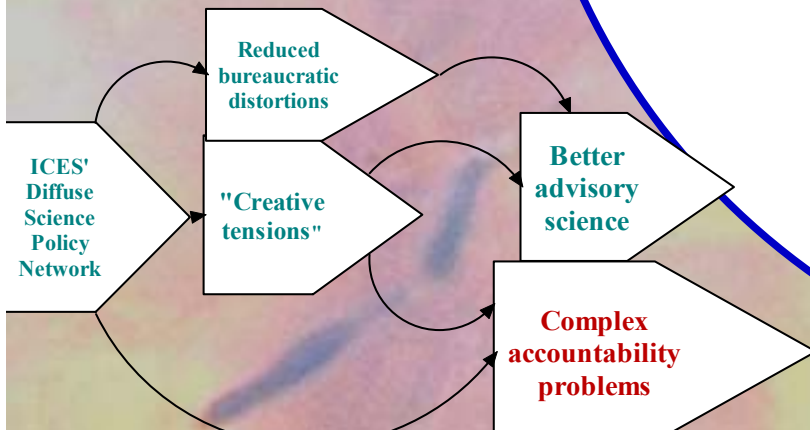 Reduced
bureaucratic
distortions
ICES'
Diffuse
Science
Policy
Network
"Creative
tensions"
Better
advisory
science
Complex
accountability
problems